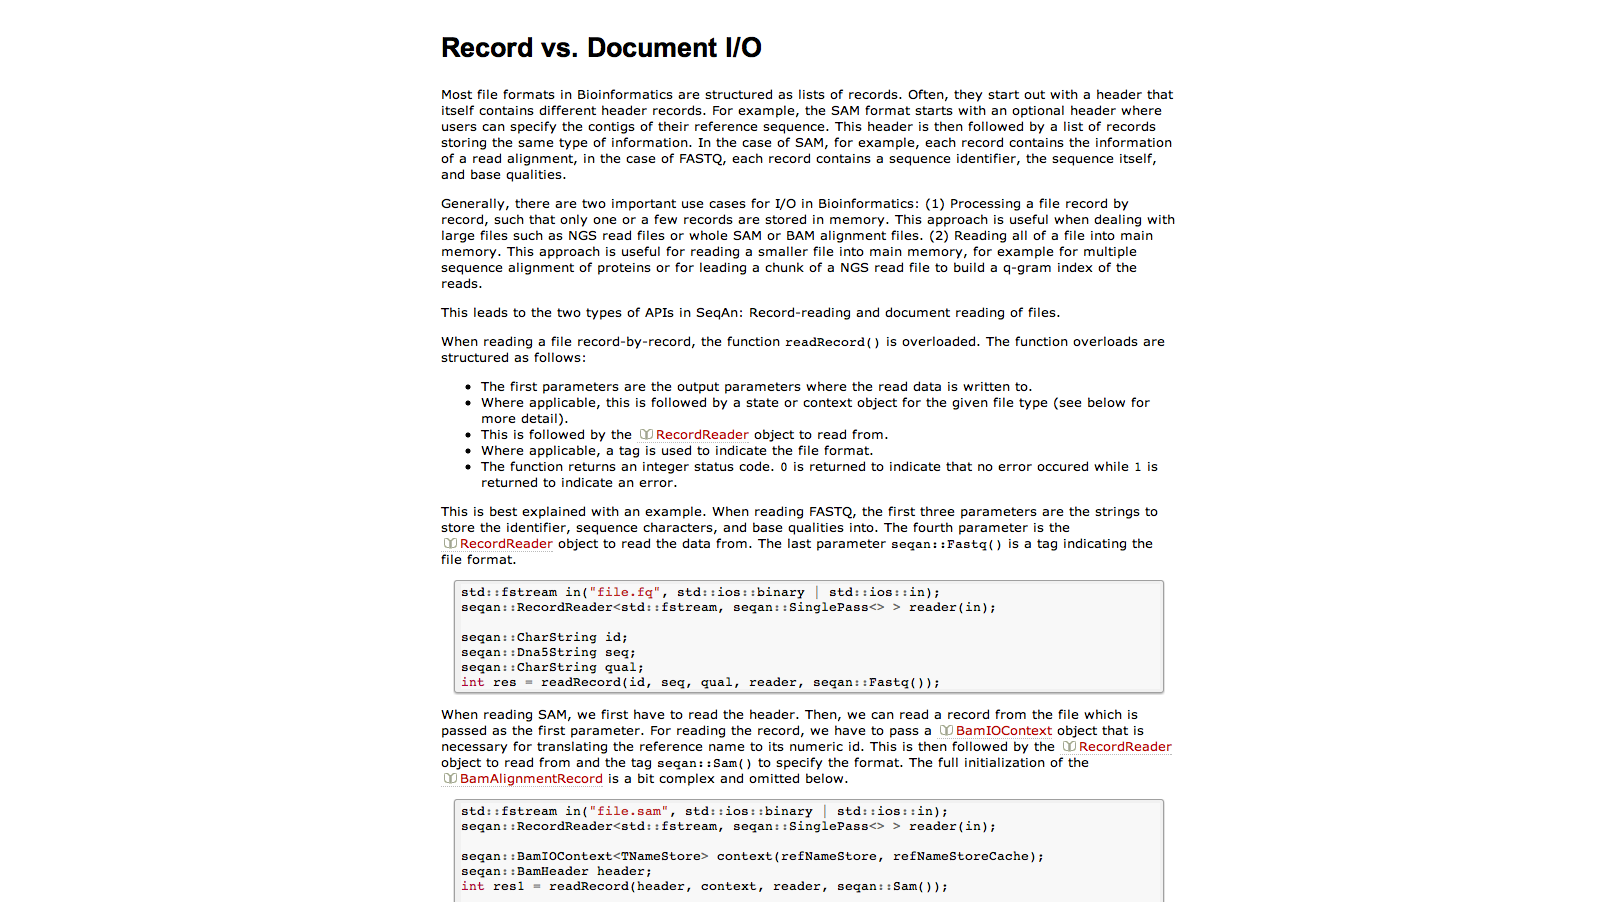 Record vs. Document I/O
Most file formats in Bioinformatics are structured as lists of records. Often, they start out with a header that
itself contains different header records. For example, the SAM format starts with an optional header where
users can specify the contigs of their reference sequence. This header is then followed by a list of records
storing the same type of information. In the case of SAM, for example, each record contains the information
of a read alignment, in the case of FASTQ, each record contains a sequence identifier, the sequence itself,
and base qualities.
Generally, there are two important use cases for I/O in Bioinformatics: (1) Processing a file record by
record, such that only one or a few records are stored in memory. This approach is useful when dealing with
large files such as NGS read files or whole SAM or BAM alignment files. (2) Reading all of a file into main
memory. This approach is useful for reading a smaller file into main memory, for example for multiple
sequence alignment of proteins or for leading a chunk of a NGS read file to build a q-gram index of the
reads.
This leads to the two types of APIs in SeqAn: Record-reading and document reading of files.
When reading a file record-by-record, the function readRecord() is overloaded. The function overloads are
structured as follows:
• The first parameters are the output parameters where the read data is written to.
• Where applicable, this is followed by a state or context object for the given file type (see below for
more detail).
• This is followed by the RecordReader object to read from.
• Where applicable, a tag is used to indicate the file format.
• The function returns an integer status code. 0 is returned to indicate that no error occured while 1 is
returned to indicate an error.
This is best explained with an example. When reading FASTQ, the first three parameters are the strings to
store the identifier, sequence characters, and base qualities into. The fourth parameter is the
RecordReader object to read the data from. The last parameter seqan::Fastq() is a tag indicating the
file format.
std::fstream in("file.fq", std::ios::binary | std::ios::in);
seqan::RecordReader<std::fstream, seqan::SinglePass<> > reader(in);
seqan::CharString id;
seqan::Dna5String seq;
seqan::CharString qual;
int res = readRecord(id, seq, qual, reader, seqan::Fastq());
When reading SAM, we first have to read the header. Then, we can read a record from the file which is
passed as the first parameter. For reading the record, we have to pass a BamIOContext object that is
necessary for translating the reference name to its numeric id. This is then followed by the RecordReader
object to read from and the tag seqan::Sam() to specify the format. The full initialization of the
BamAlignmentRecord is a bit complex and omitted below.
std::fstream in("file.sam", std::ios::binary | std::ios::in);
seqan::RecordReader<std::fstream, seqan::SinglePass<> > reader(in);
seqan::BamIOContext<TNameStore> context(refNameStore, refNameStoreCache);
seqan::BamHeader header;
int res1 = readRecord(header, context, reader, seqan::Sam());